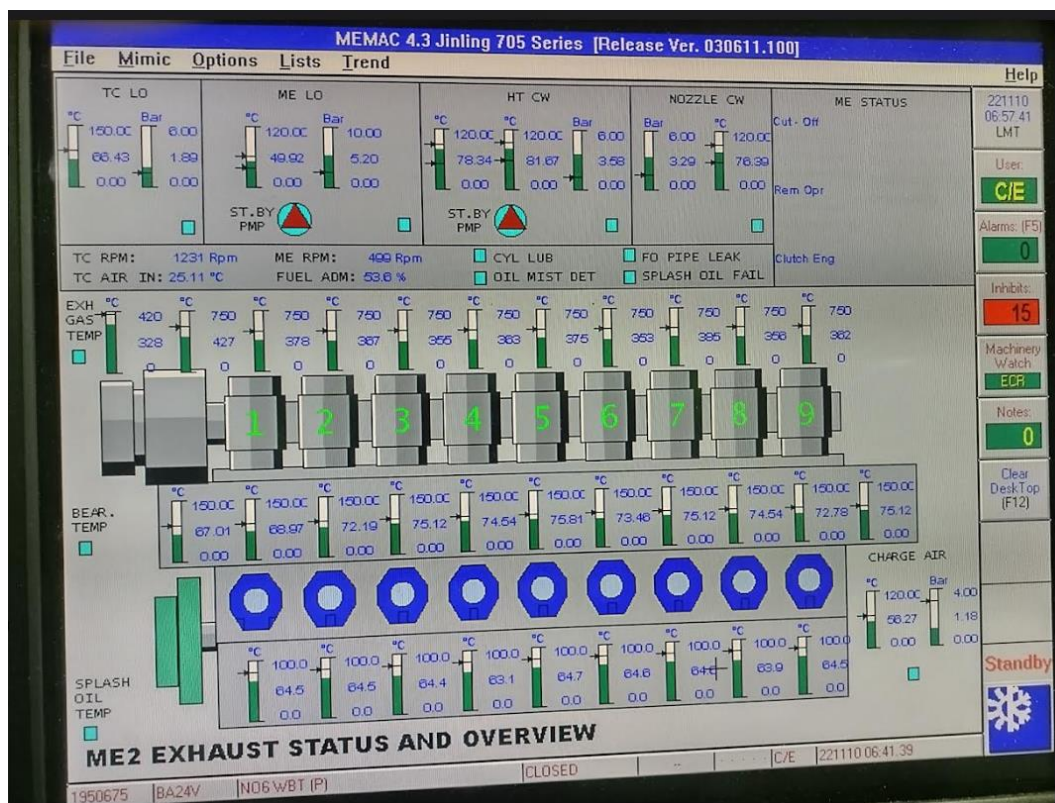 MEMAC 4.3 Jinling 705 Series [Release Ver. 030611.100]
File Mimic Options Lists Trend Help
TC LO ME LO HT CW NOZZLE CW ME STATUS
°C Bar °C Bar °C °C Bar Bar °C Cut - Off
150.00 6.00 120.00 10.00 120.00 120.00 6.00 6.00 120.00
66.43 1.89 49.92 5.20 78.34 81.67 3.58 3.29 76.39
0.00 0.00 0.00 0.00 0.00 0.00 0.00 0.00 0.00 Rem Opr
ST.BY PMP ST.BY PMP
TC RPM: 1231 Rpm ME RPM: 499 Rpm CYL LUB FO PIPE LEAK Clutch Eng
TC AIR IN: 25.11 °C FUEL ADM: 53.6 % OIL MIST DET SPLASH OIL FAIL
EXH GAS TEMP
°C °C °C °C °C °C °C °C °C °C °C
420 750 750 750 750 750 750 750 750 750 750
328 427 378 367 355 363 375 353 385 356 362
0 0 0 0 0 0 0 0 0 0 0
1 2 3 4 5 6 7 8 9
BEAR. TEMP
°C °C °C °C °C °C °C °C °C °C
150.00 150.00 150.00 150.00 150.00 150.00 150.00 150.00 150.00 150.00
67.01 68.97 72.19 75.12 74.54 75.81 73.46 75.12 74.54 72.78 75.12
0.00 0.00 0.00 0.00 0.00 0.00 0.00 0.00 0.00 0.00 0.00
CHARGE AIR
°C Bar
120.00 4.00
56.27 1.18
0.00 0.00
SPLASH OIL TEMP
°C °C °C °C °C °C °C °C °C
100.0 100.0 100.0 100.0 100.0 100.0 100.0 100.0 100.0
64.5 64.5 64.4 63.1 64.7 64.6 63.9 64.5
0.0 0.0 0.0 0.0 0.0 0.0 0.0 0.0 0.0
ME2 EXHAUST STATUS AND OVERVIEW
1950675 BA24V NO6 WBT (P) CLOSED -- C/E 221110 06.41.39
221110
06:57.41
LMT
User:
C/E
Alarms: (F5)
0
Inhibits:
15
Machinery
Watch
ECR
Notes:
0
Clear
DeskTop
(F12)
Standby